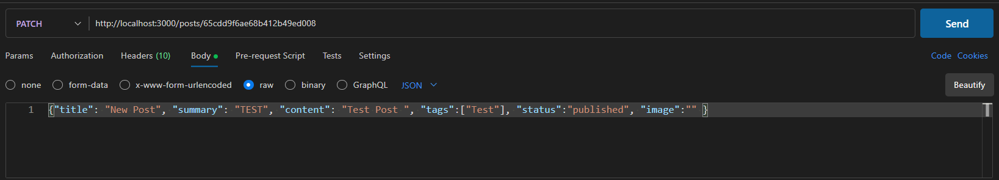 PATCH http://localhost:3000/posts/65cdd9f6ae68b412b49ed008 Send
Params Authorization Headers (10) Body Pre-request Script Tests Settings Code Cookies
none form-data x-www-form-urlencoded raw binary GraphQL JSON Beautify
1 {"title": "New Post", "summary": "TEST", "content": "Test Post ", "tags":["Test"], "status":"published", "image":"" }